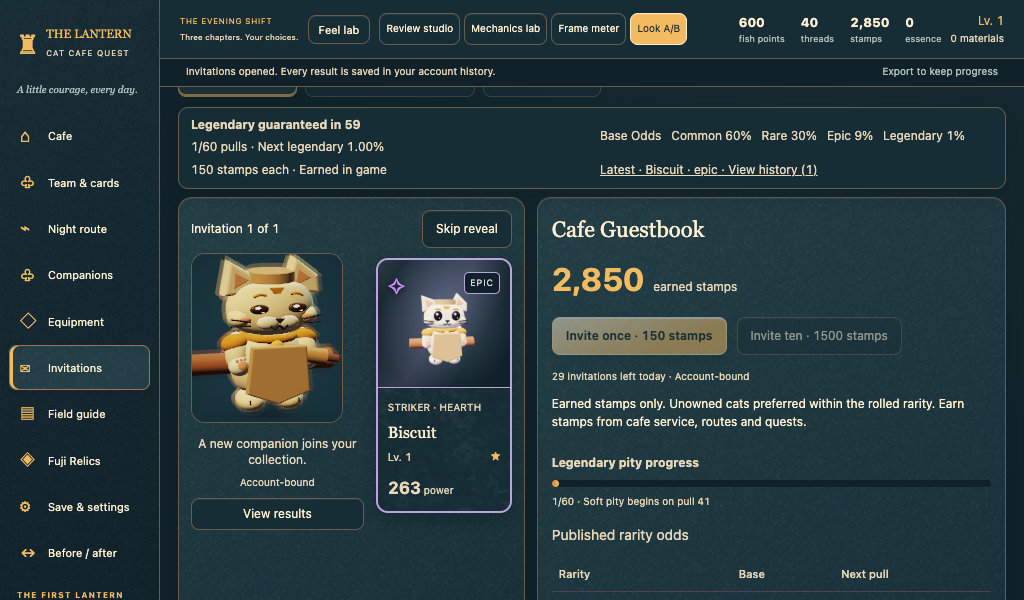 THE LANTERN
CAT CAFE QUEST
A little courage, every day.
Cafe
Team & cards
Night route
Companions
Equipment
Invitations
Field guide
Fuji Relics
Save & settings
Before / after
THE FIRST LANTERN
THE EVENING SHIFT
Three chapters. Your choices.
Feel lab
Review studio
Mechanics lab
Frame meter
Look A/B
600
fish points
40
threads
2,850
stamps
0
essence
Lv. 1
0 materials
Invitations opened. Every result is saved in your account history.
Export to keep progress
Legendary guaranteed in 59
1/60 pulls · Next legendary 1.00%
150 stamps each · Earned in game
Base Odds Common 60% Rare 30% Epic 9% Legendary 1%
Latest · Biscuit · epic · View history (1)
Invitation 1 of 1
Skip reveal
A new companion joins your
collection.
Account-bound
View results
EPIC
STRIKER · HEARTH
Biscuit
Lv. 1
263 power
Cafe Guestbook
2,850 earned stamps
Invite once · 150 stamps
Invite ten · 1500 stamps
29 invitations left today · Account-bound
Earned stamps only. Unowned cats preferred within the rolled rarity. Earn
stamps from cafe service, routes and quests.
Legendary pity progress
1/60 · Soft pity begins on pull 41
Published rarity odds
Rarity Base Next pull